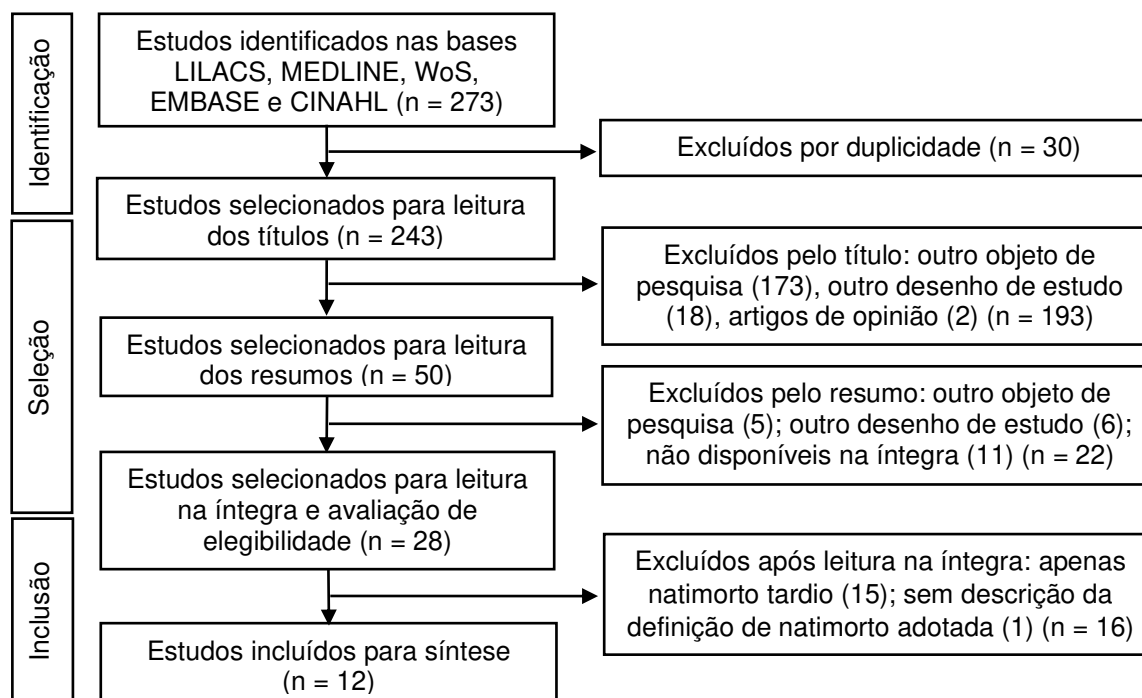 Identificação
Estudos identificados nas bases
LILACS, MEDLINE, WoS,
EMBASE e CINAHL (n = 273)
Excluídos por duplicidade (n = 30)
Seleção
Estudos selecionados para leitura
dos títulos (n = 243)
Excluídos pelo título: outro objeto de
pesquisa (173), outro desenho de estudo
(18), artigos de opinião (2) (n = 193)
Estudos selecionados para leitura
dos resumos (n = 50)
Excluídos pelo resumo: outro objeto de
pesquisa (5); outro desenho de estudo (6);
não disponíveis na íntegra (11) (n = 22)
Estudos selecionados para leitura
na íntegra e avaliação de
elegibilidade (n = 28)
Inclusão
Excluídos após leitura na íntegra: apenas
natimorto tardio (15); sem descrição da
definição de natimorto adotada (1) (n = 16)
Estudos incluídos para síntese
(n = 12)